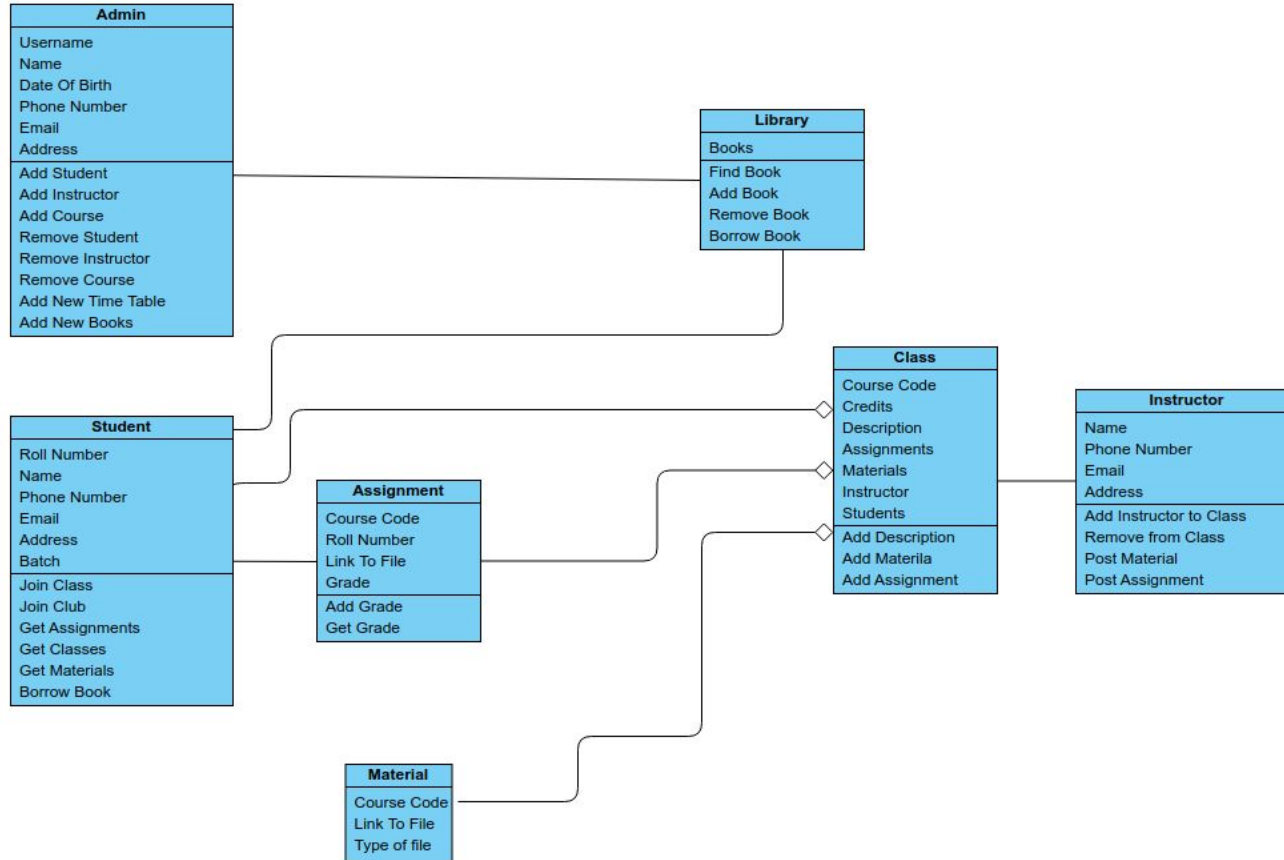 Admin
Username
Name
Date Of Birth
Phone Number
Email
Address
Add Student
Add Instructor
Add Course
Remove Student
Remove Instructor
Remove Course
Add New Time Table
Add New Books
Library
Books
Find Book
Add Book
Remove Book
Borrow Book
Student
Roll Number
Name
Phone Number
Email
Address
Batch
Join Class
Join Club
Get Assignments
Get Classes
Get Materials
Borrow Book
Assignment
Course Code
Roll Number
Link To File
Grade
Add Grade
Get Grade
Class
Course Code
Credits
Description
Assignments
Materials
Instructor
Students
Add Description
Add Materila
Add Assignment
Instructor
Name
Phone Number
Email
Address
Add Instructor to Class
Remove from Class
Post Material
Post Assignment
Material
Course Code
Link To File
Type of file